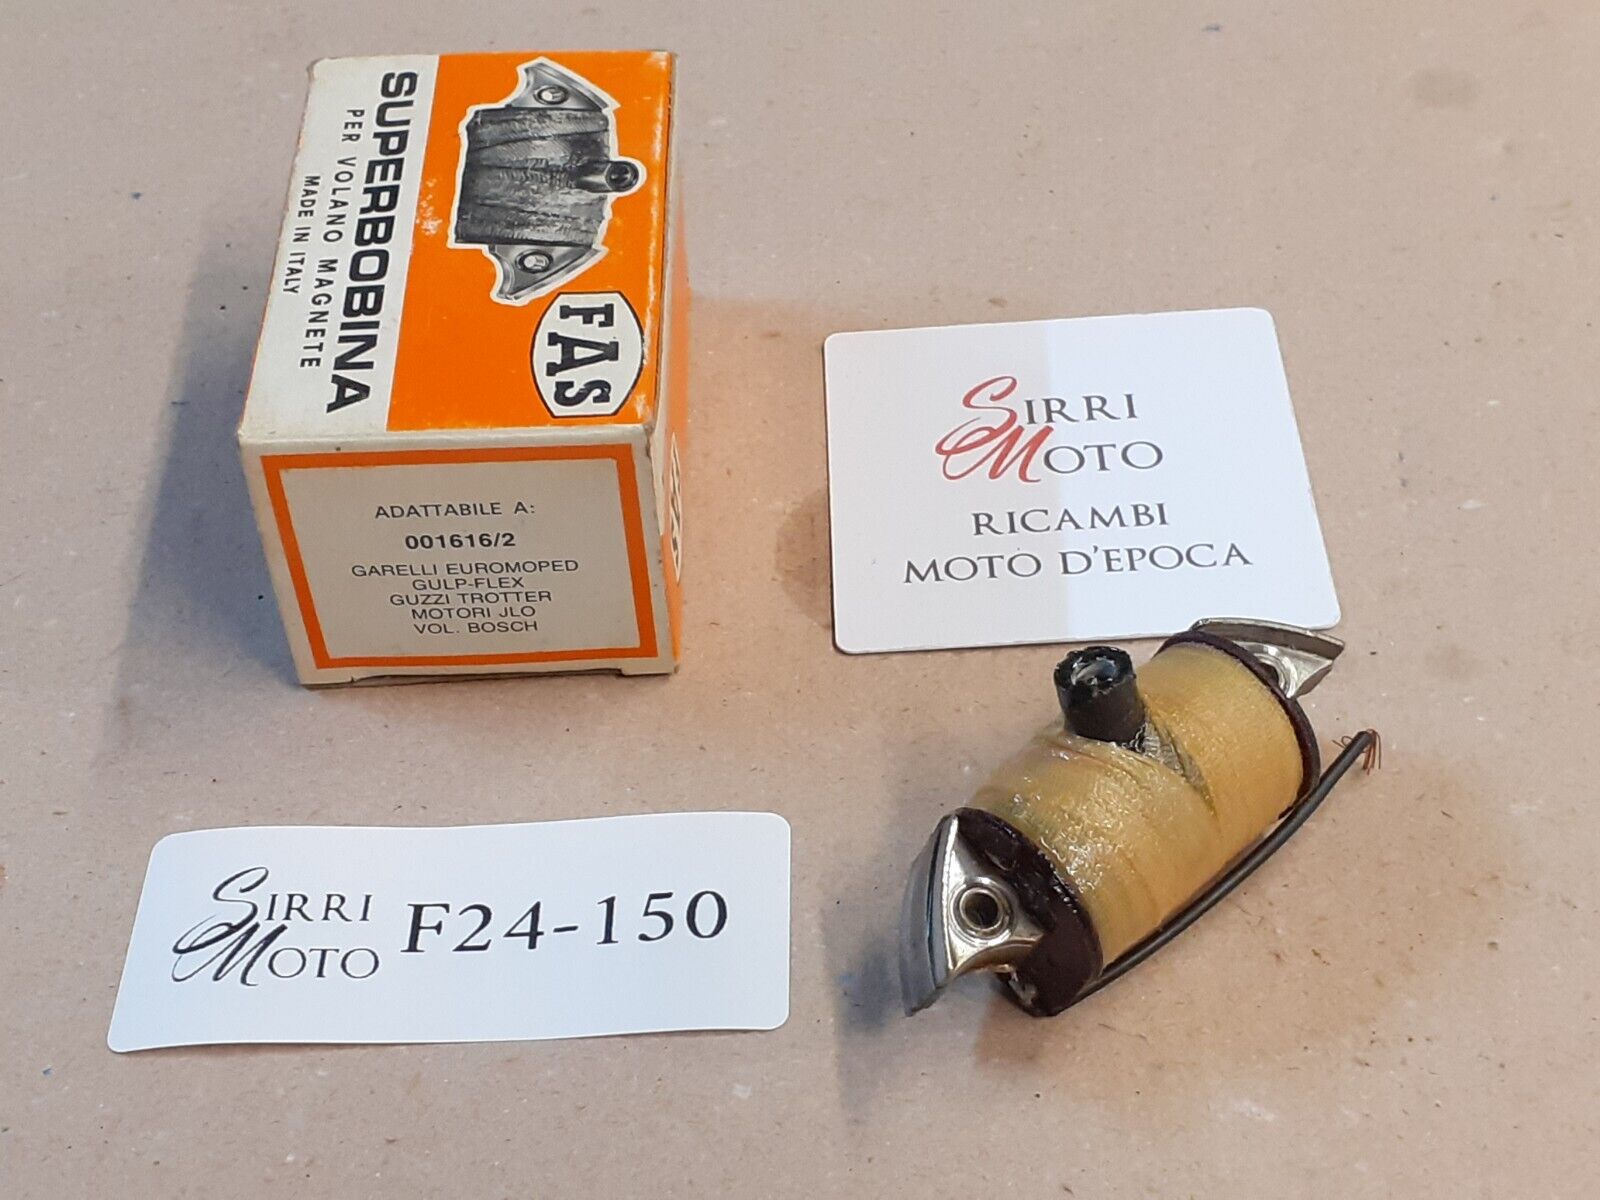 SUPERBOBINA
PER VOLANO MAGNETE
MADE IN ITALY
FAS
ADATTABILE A:
001616/2
GARELLI EUROMOPED
GULP-FLEX
GUZZI TROTTER
MOTORI JLO
VOL. BOSCH
SIRRI
MOTO
RICAMBI
MOTO D'EPOCA
SIRRI
MOTO
F24-150